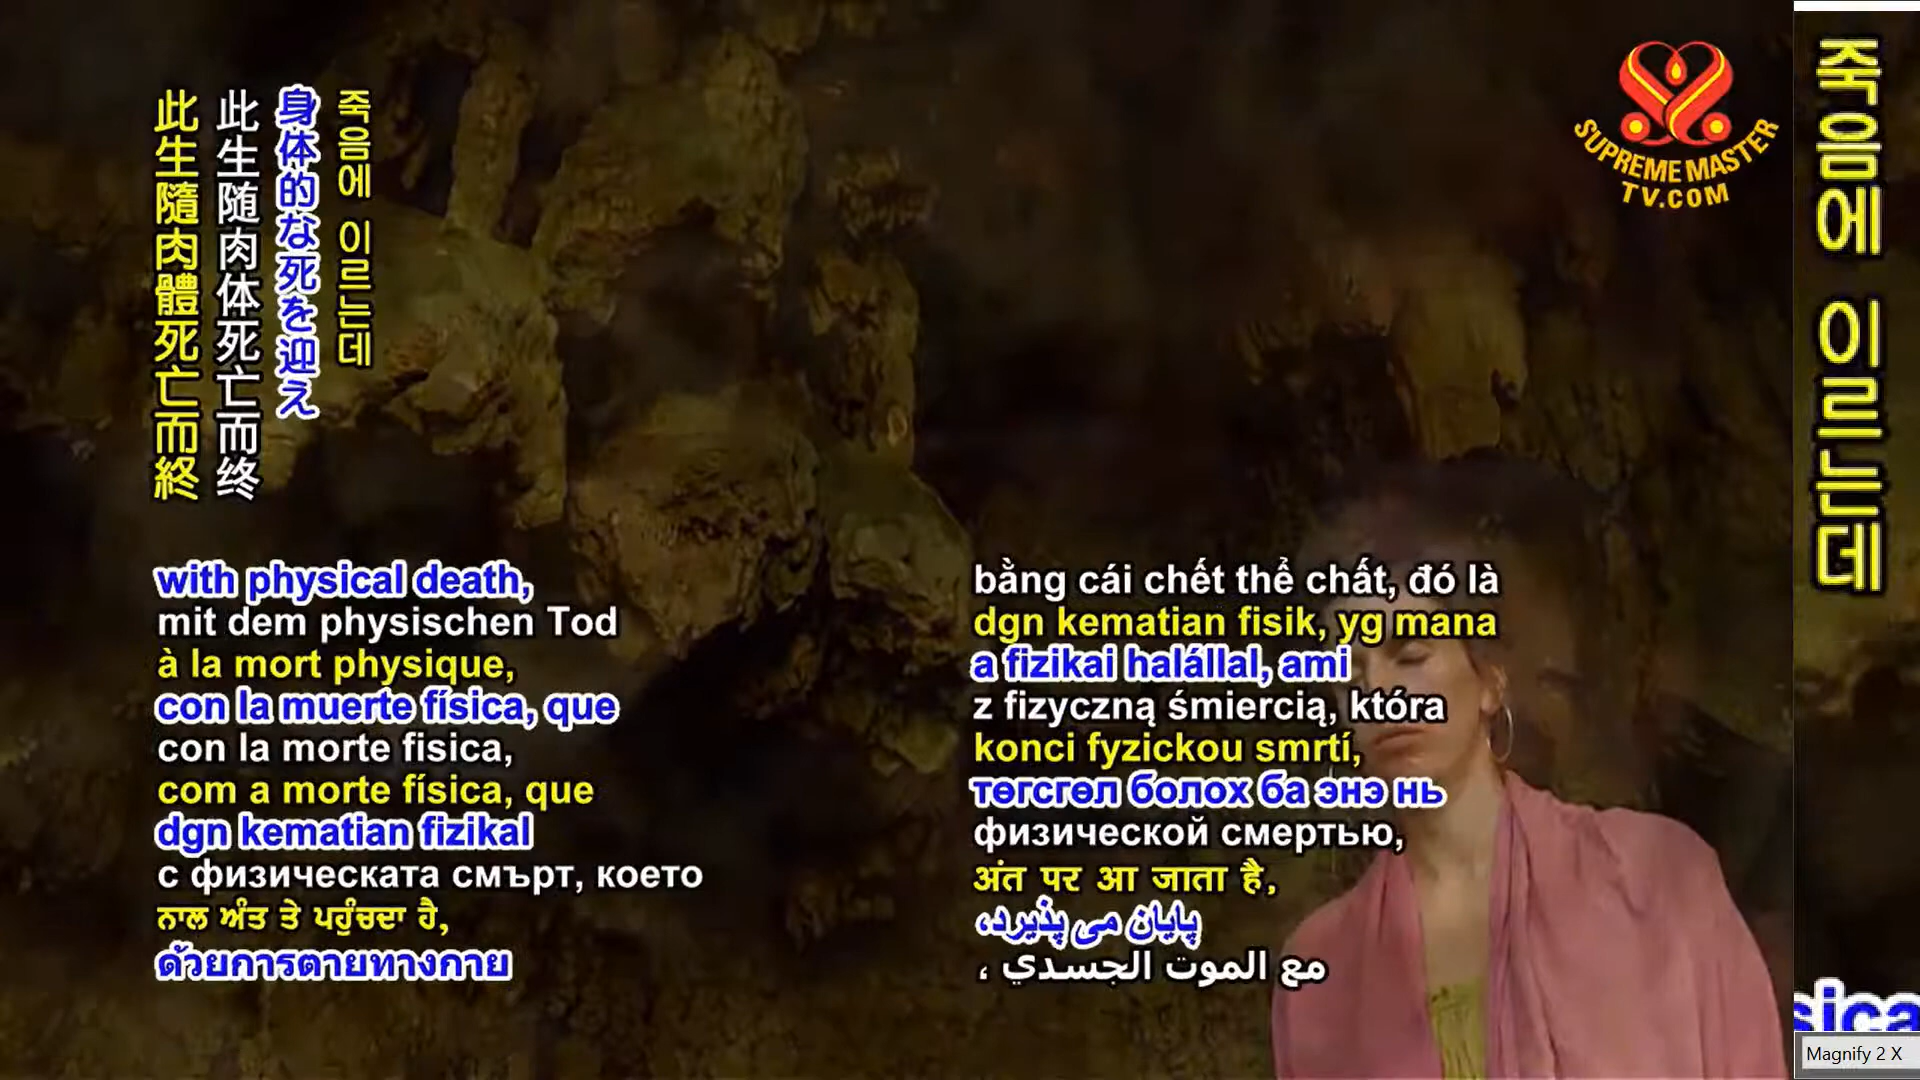 죽음에 이르는데
身体的な死を迎え
此生随肉体死亡而终
此生隨肉體死亡而終
SUPREME MASTER
TV.COM
with physical death,
mit dem physischen Tod
à la mort physique,
con la muerte física, que
con la morte fisica,
com a morte física, que
dgn kematian fizikal
с физическата смърт, което
ਨਾਲ ਅੰਤ ਤੇ ਪਹੁੰਚਦਾ ਹੈ,
ด้วยการตายทางกาย
bằng cái chết thể chất, đó là
dgn kematian fisik, yg mana
a fizikai halállal, ami
z fizyczną śmiercią, która
konci fyzickou smrtí,
төгсгөл болох ба энэ нь
физической смертью,
अंत पर आ जाता है,
پایان می پذیرد،
مع الموت الجسدي ،
죽음에 이르는데
sica
Magnify 2 X